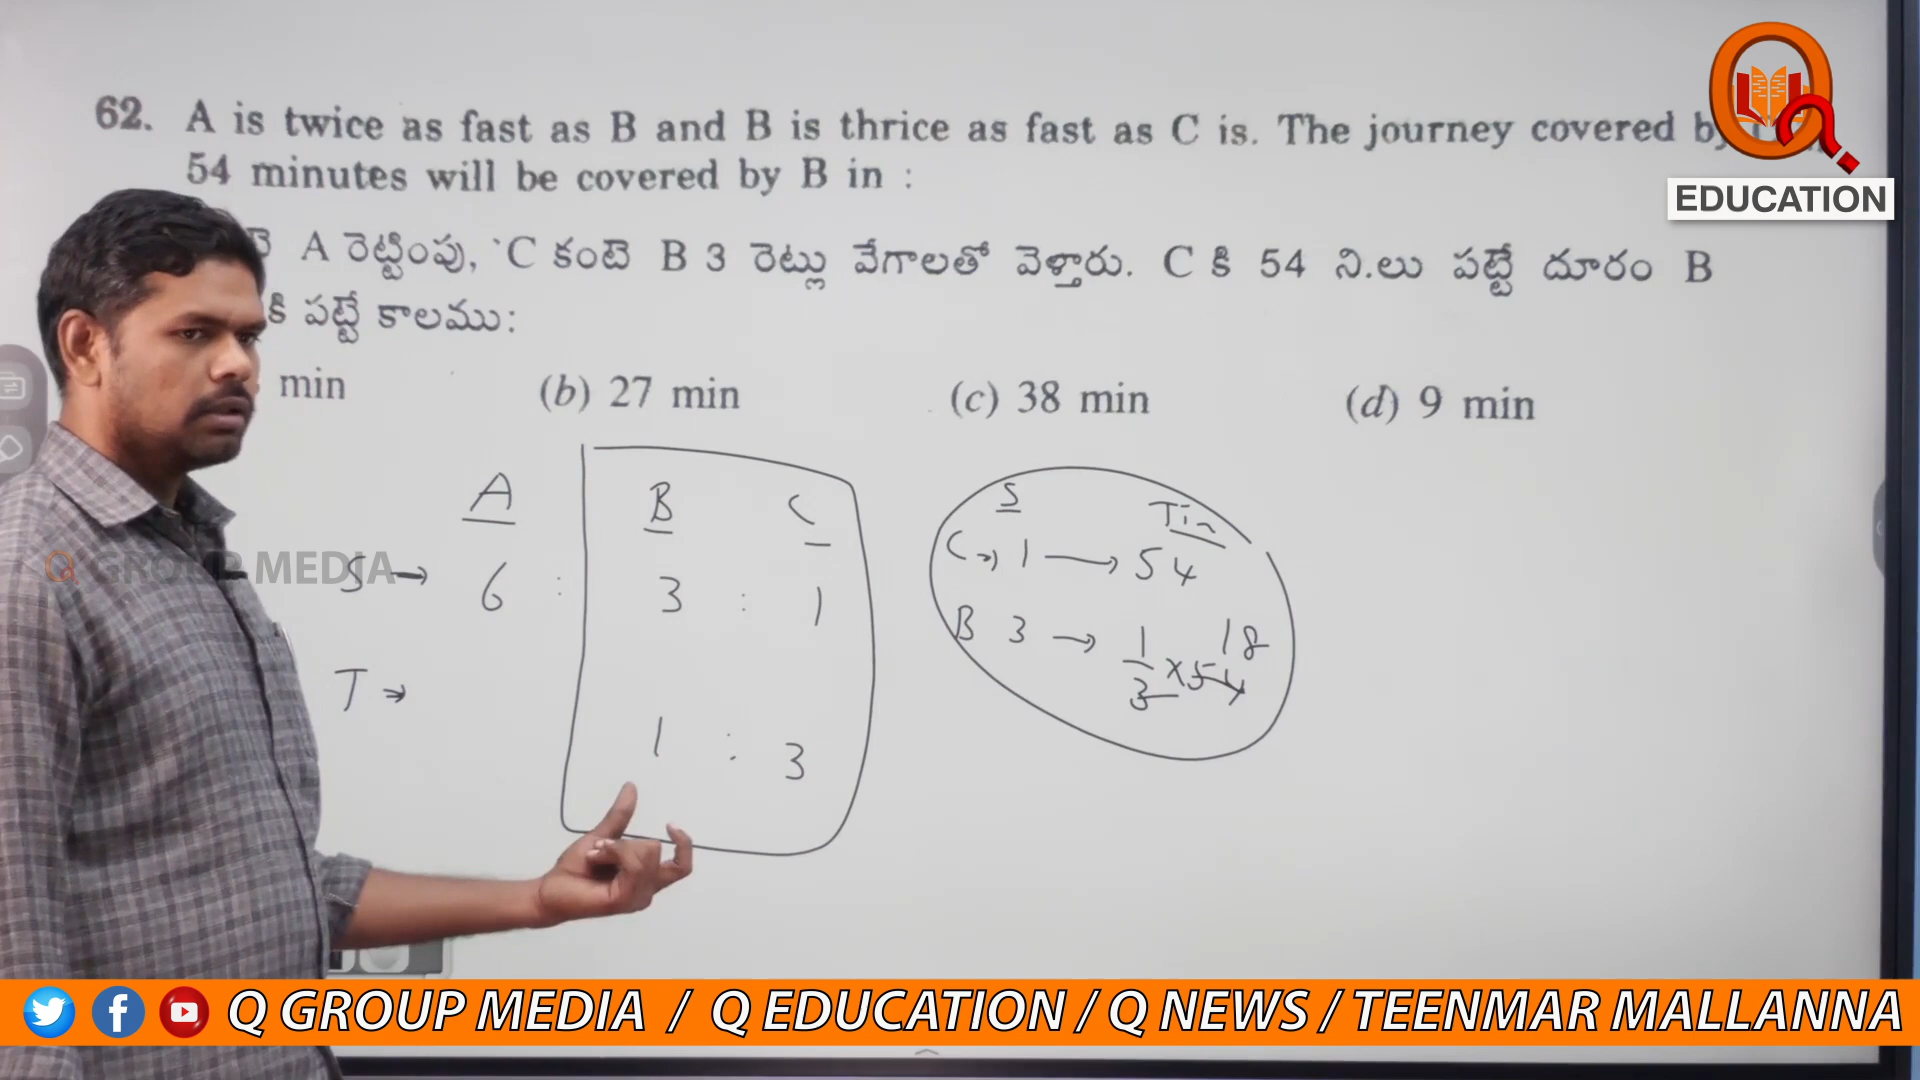 62. A is twice as fast as B and B is thrice as fast as C is. The journey covered by
54 minutes will be covered by B in :
A రెట్టింపు, C కంటె B 3 రెట్లు వేగాలతో వెళ్తారు. C కి 54 ని.లు పట్టే దూరం B
కి పట్టే కాలము:
min (b) 27 min (c) 38 min (d) 9 min
A B C
S → 6 : 3 : 1
T →
1 : 3
S Tim
C → 1 → 54
B 3 → 1/3 × 54 18
Q GROUP MEDIA
Q
EDUCATION
Q GROUP MEDIA / Q EDUCATION / Q NEWS / TEENMAR MALLANNA